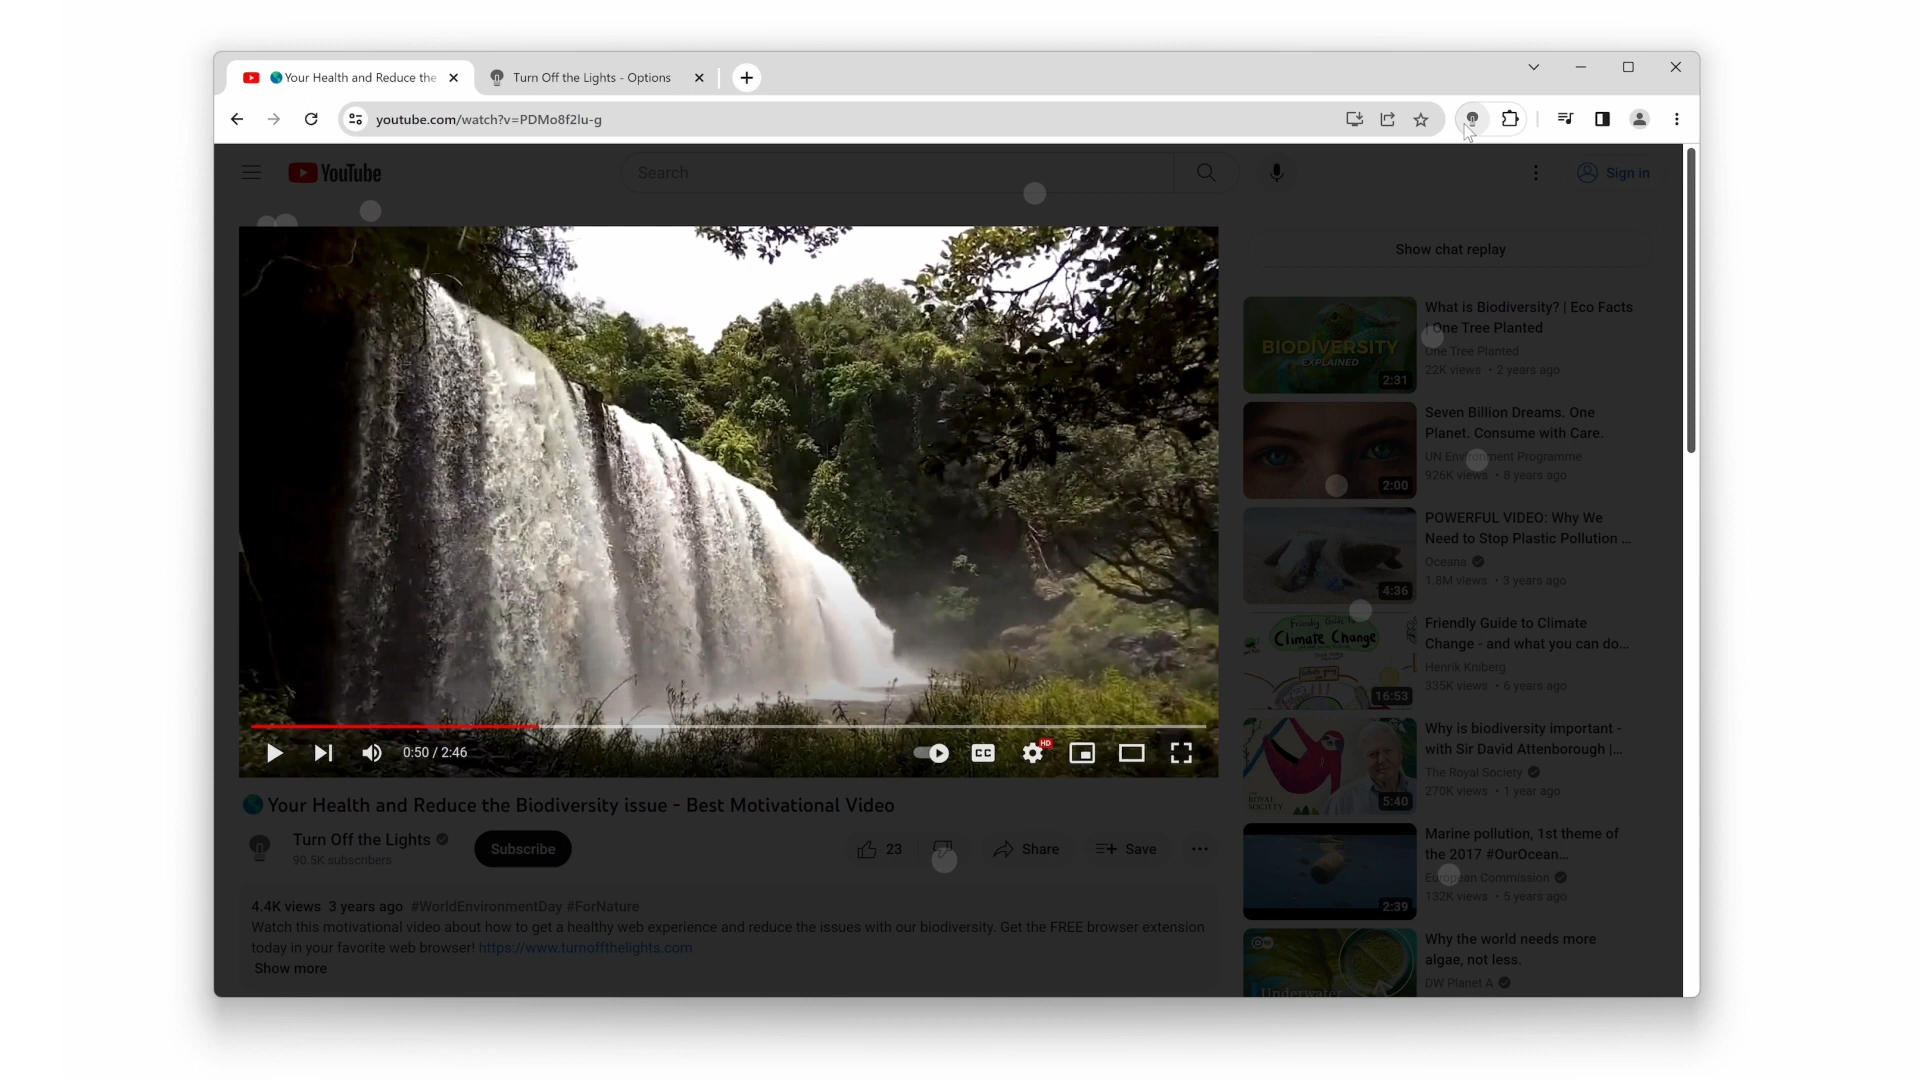 Your Health and Reduce the
Turn Off the Lights - Options
youtube.com/watch?v=PDMo8f2lu-g
YouTube
Search
Sign in
Show chat replay
BIODIVERSITY
EXPLAINED
2:31
What is Biodiversity? | Eco Facts
| One Tree Planted
One Tree Planted
22K views • 2 years ago
2:00
Seven Billion Dreams. One
Planet. Consume with Care.
UN Environment Programme
926K views • 8 years ago
4:36
POWERFUL VIDEO: Why We
Need to Stop Plastic Pollution ...
Oceana
1.8M views • 3 years ago
Friendly Guide to
Climate Change
16:53
Friendly Guide to Climate
Change - and what you can do...
Henrik Kniberg
335K views • 6 years ago
THE
ROYAL
SOCIETY
5:40
Why is biodiversity important -
with Sir David Attenborough |...
The Royal Society
270K views • 1 year ago
2:39
Marine pollution, 1st theme of
the 2017 #OurOcean...
European Commission
132K views • 5 years ago
Underwater
Why the world needs more
algae, not less.
DW Planet A
0:50 / 2:46
CC
HD
Your Health and Reduce the Biodiversity issue - Best Motivational Video
Turn Off the Lights
90.5K subscribers
Subscribe
23
Share
Save
4.4K views 3 years ago #WorldEnvironmentDay #ForNature
Watch this motivational video about how to get a healthy web experience and reduce the issues with our biodiversity. Get the FREE browser extension
today in your favorite web browser! https://www.turnoffthelights.com
Show more